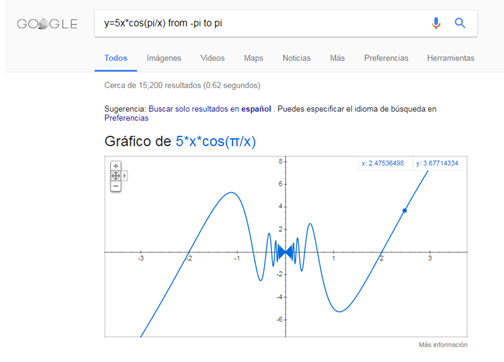 GOOGLE
y=5x*cos(pi/x) from -pi to pi
Todos Imágenes Videos Maps Noticias Más Preferencias Herramientas
Cerca de 15,200 resultados (0.62 segundos)
Sugerencia: Buscar solo resultados en español . Puedes especificar el idioma de búsqueda en
Preferencias
Gráfico de 5*x*cos(π/x)
x: 2.47536498 y: 3.67714334
8
6
4
2
-3 -2 -1 1 2 3
-2
-4
-6
Más información